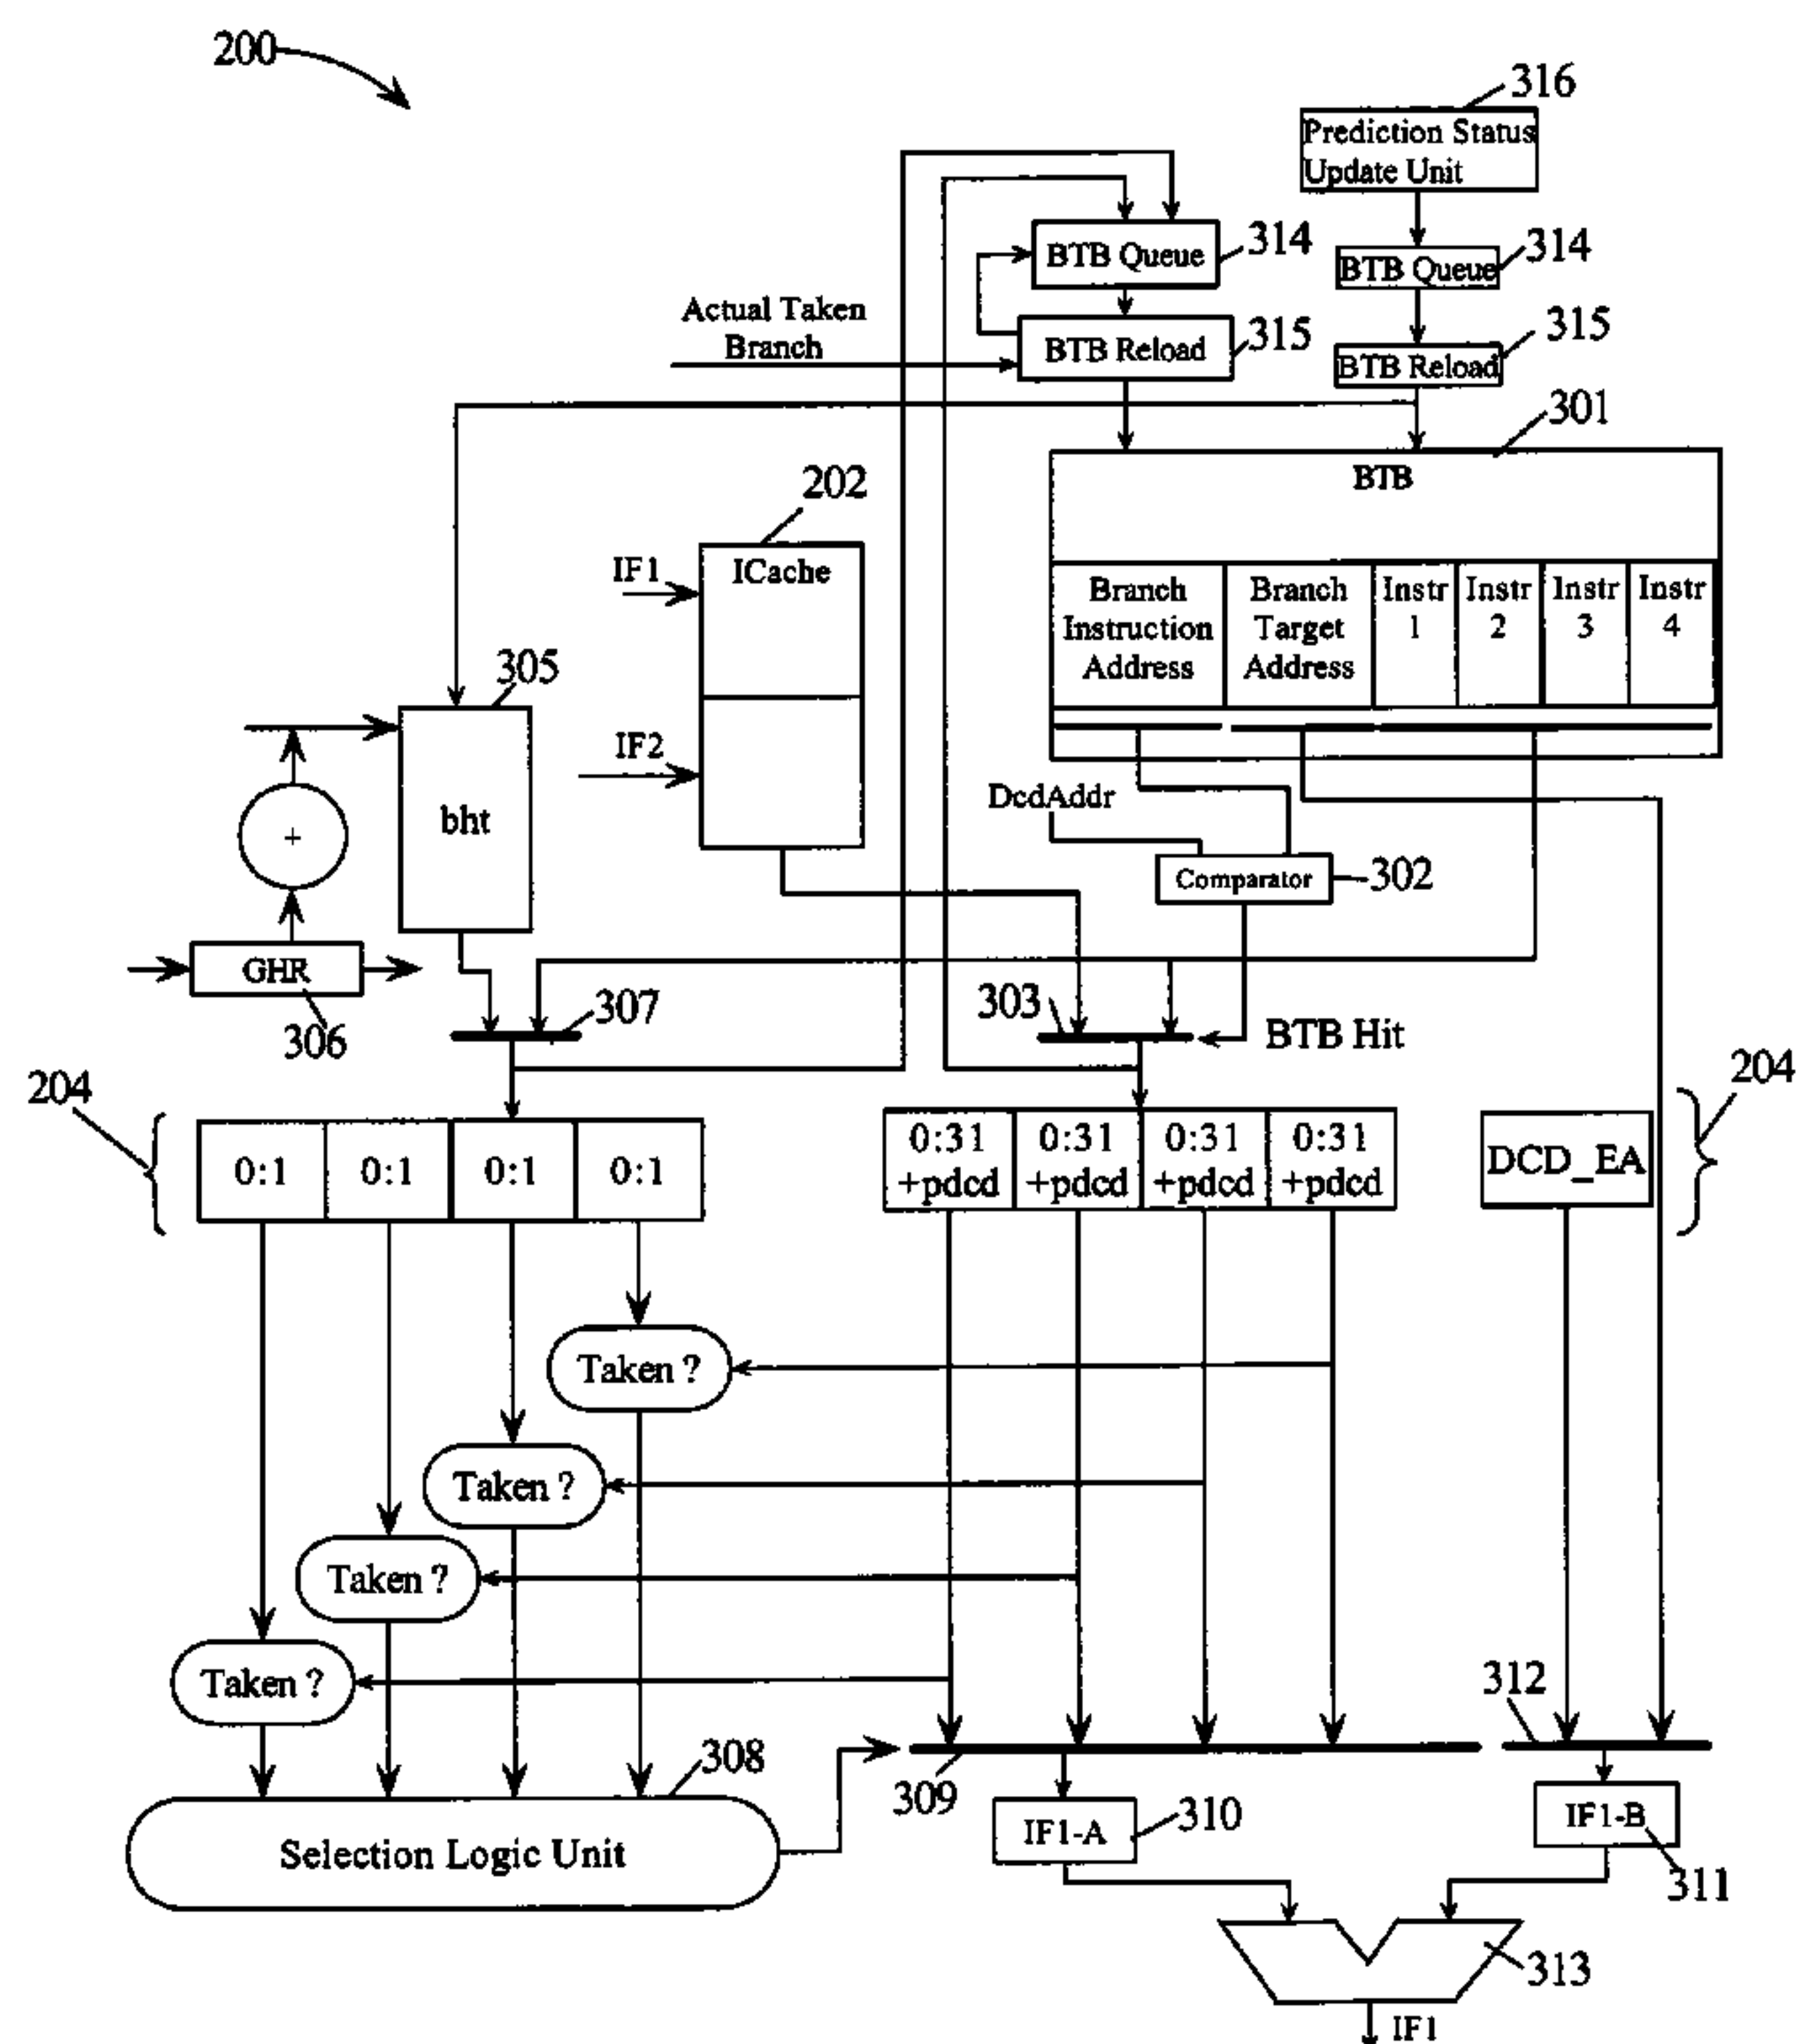 200
316
Prediction Status
Update Unit
BTB Queue
314
BTB Queue
314
Actual Taken
Branch
BTB Reload
315
BTB Reload
315
301
BTB
202
ICache
IF1
IF2
Branch
Instruction
Address
Branch
Target
Address
Instr
1
Instr
2
Instr
3
Instr
4
305
bht
+
DcdAddr
Comparator
302
GHR
306
307
303
BTB Hit
204
0:1
0:1
0:1
0:1
0:31
+pdcd
0:31
+pdcd
0:31
+pdcd
0:31
+pdcd
DCD_EA
204
Taken ?
Taken ?
Taken ?
Taken ?
312
308
Selection Logic Unit
309
IF1-A
310
IF1-B
311
313
IF1